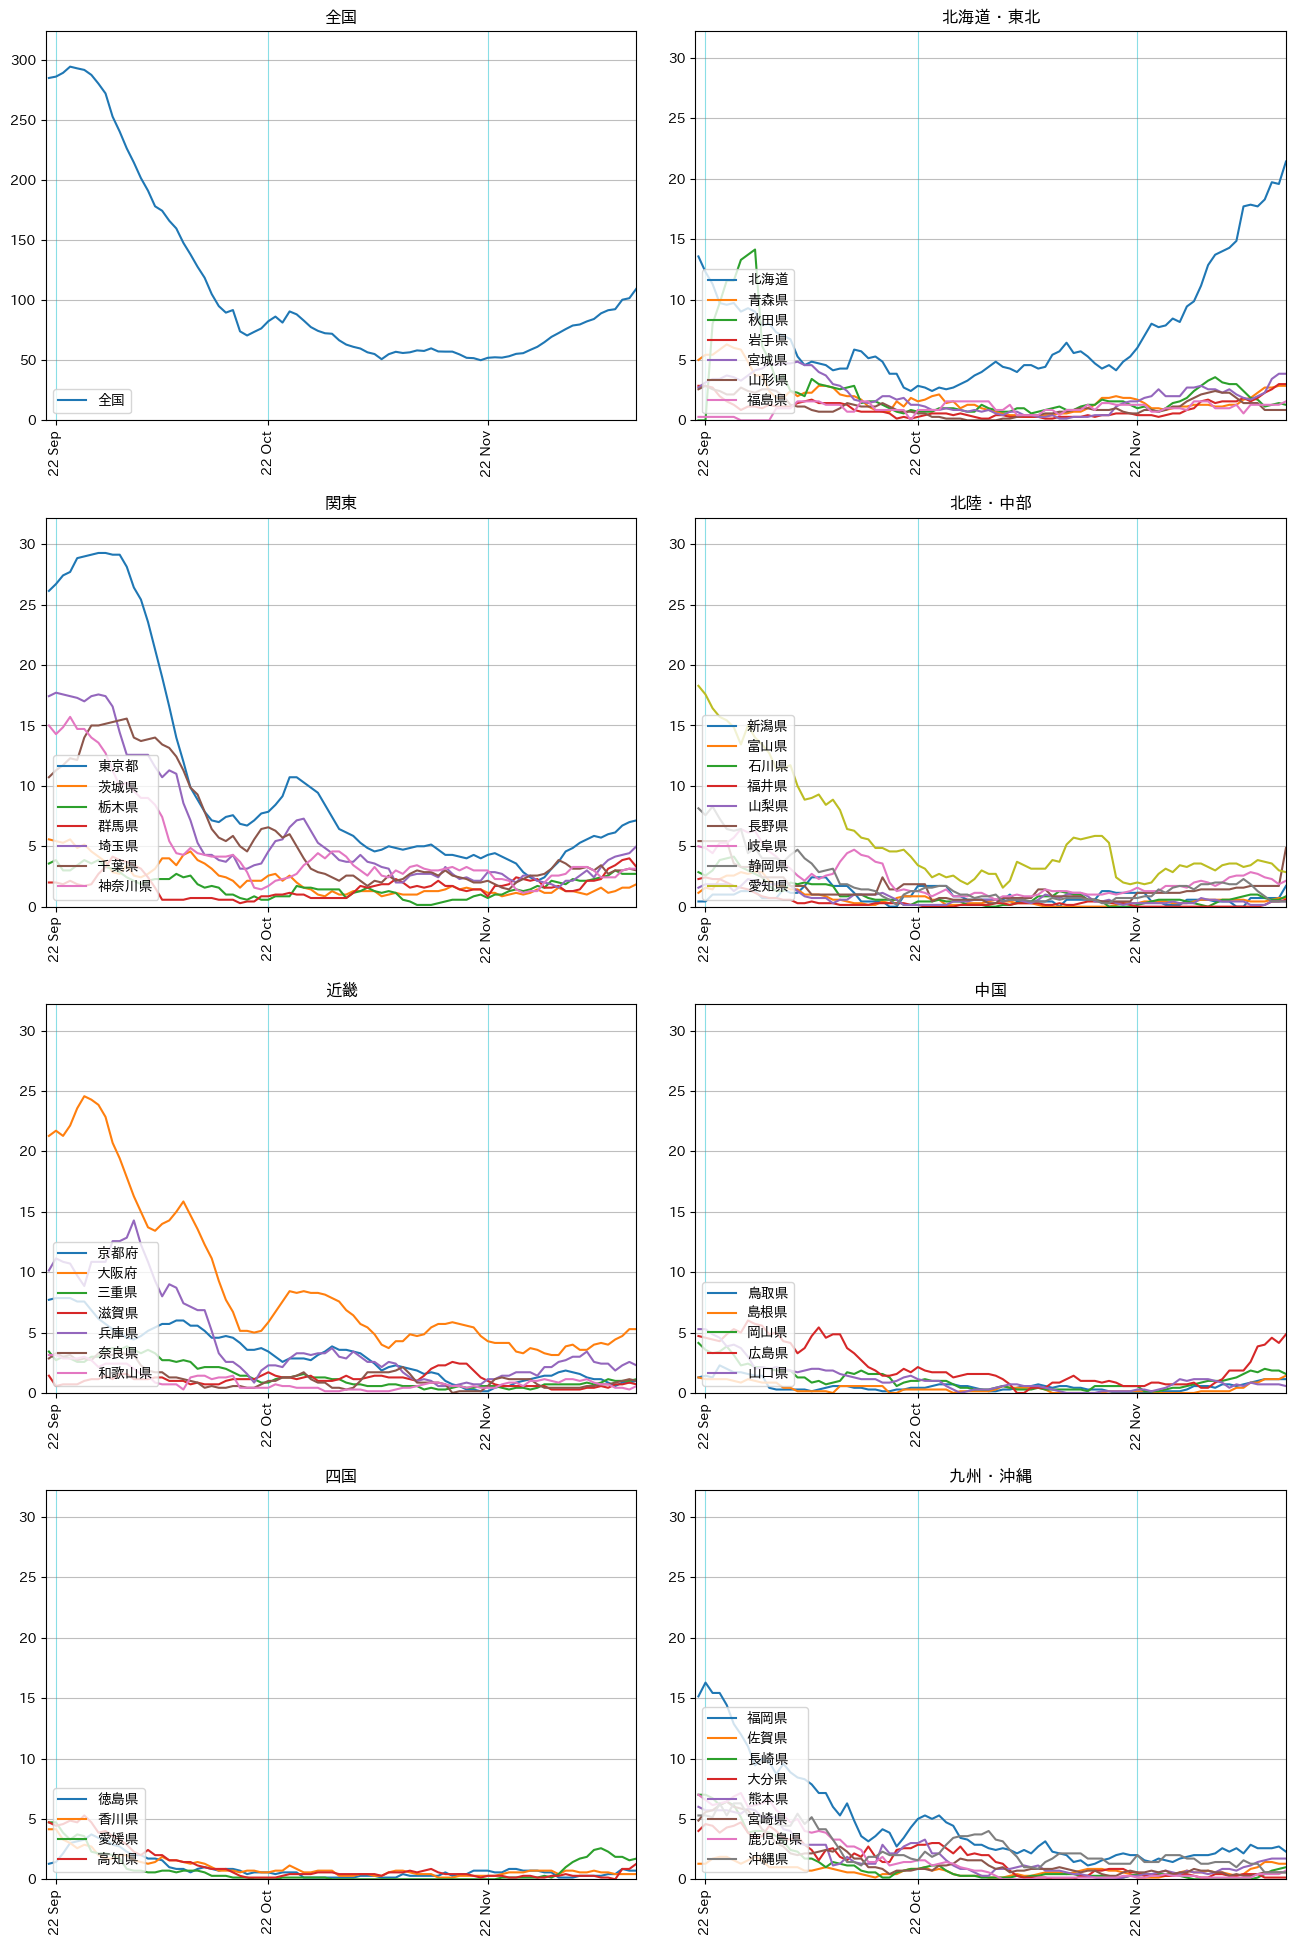 全国
300
250
200
150
100
50
0
全国
22 Sep
22 Oct
22 Nov
北海道・東北
30
25
20
15
10
5
0
北海道
青森県
秋田県
岩手県
宮城県
山形県
福島県
22 Sep
22 Oct
22 Nov
関東
30
25
20
15
10
5
0
東京都
茨城県
栃木県
群馬県
埼玉県
千葉県
神奈川県
22 Sep
22 Oct
22 Nov
北陸・中部
30
25
20
15
10
5
0
新潟県
富山県
石川県
福井県
山梨県
長野県
岐阜県
静岡県
愛知県
22 Sep
22 Oct
22 Nov
近畿
30
25
20
15
10
5
0
京都府
大阪府
三重県
滋賀県
兵庫県
奈良県
和歌山県
22 Sep
22 Oct
22 Nov
中国
30
25
20
15
10
5
0
鳥取県
島根県
岡山県
広島県
山口県
22 Sep
22 Oct
22 Nov
四国
30
25
20
15
10
5
0
徳島県
香川県
愛媛県
高知県
22 Sep
22 Oct
22 Nov
九州・沖縄
30
25
20
15
10
5
0
福岡県
佐賀県
長崎県
大分県
熊本県
宮崎県
鹿児島県
沖縄県
22 Sep
22 Oct
22 Nov